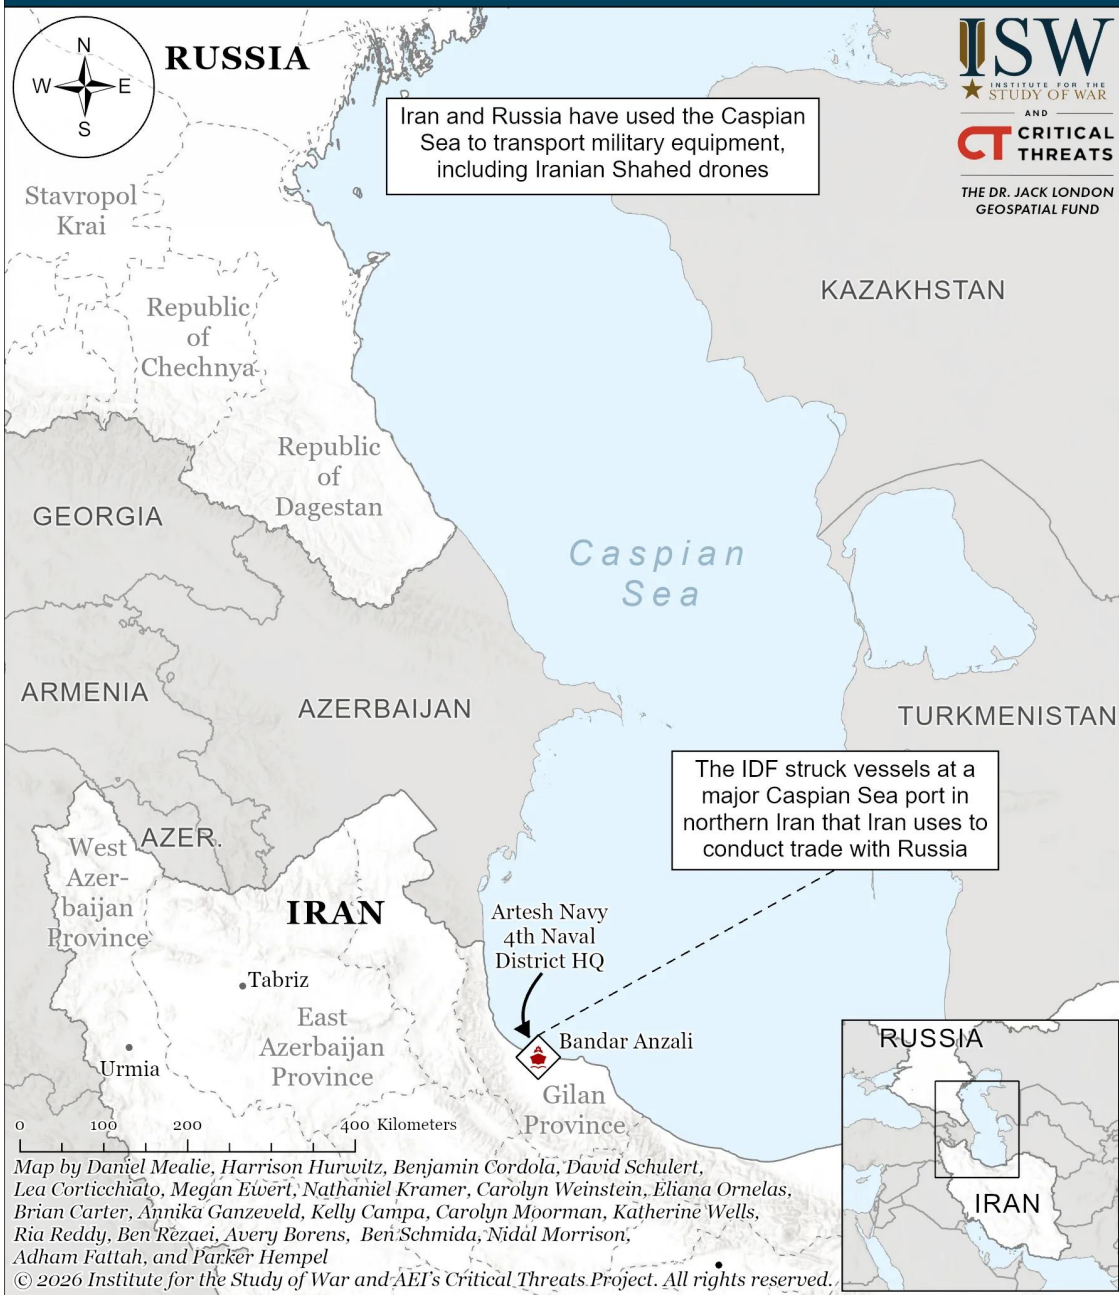 N
W
E
S
RUSSIA
ISW
INSTITUTE FOR THE
STUDY OF WAR
AND
CT CRITICAL
THREATS
THE DR. JACK LONDON
GEOSPATIAL FUND
Iran and Russia have used the Caspian
Sea to transport military equipment,
including Iranian Shahed drones
Stavropol
Krai
KAZAKHSTAN
Republic
of
Chechnya
Republic
of
Dagestan
GEORGIA
Caspian
Sea
ARMENIA
AZERBAIJAN
TURKMENISTAN
The IDF struck vessels at a
major Caspian Sea port in
northern Iran that Iran uses to
conduct trade with Russia
AZER.
West
Azer-
baijan
Province
IRAN
Artesh Navy
4th Naval
District HQ
Tabriz
East
Azerbaijan
Province
Bandar Anzali
Urmia
Gilan
Province
0 100 200 400 Kilometers
RUSSIA
IRAN
Map by Daniel Mealie, Harrison Hurwitz, Benjamin Cordola, David Schulert,
Lea Corticchiato, Megan Ewert, Nathaniel Kramer, Carolyn Weinstein, Eliana Ornelas,
Brian Carter, Annika Ganzeveld, Kelly Campa, Carolyn Moorman, Katherine Wells,
Ria Reddy, Ben Rezaei, Avery Borens, Ben Schmida, Nidal Morrison,
Adham Fattah, and Parker Hempel
© 2026 Institute for the Study of War and AEI's Critical Threats Project. All rights reserved.